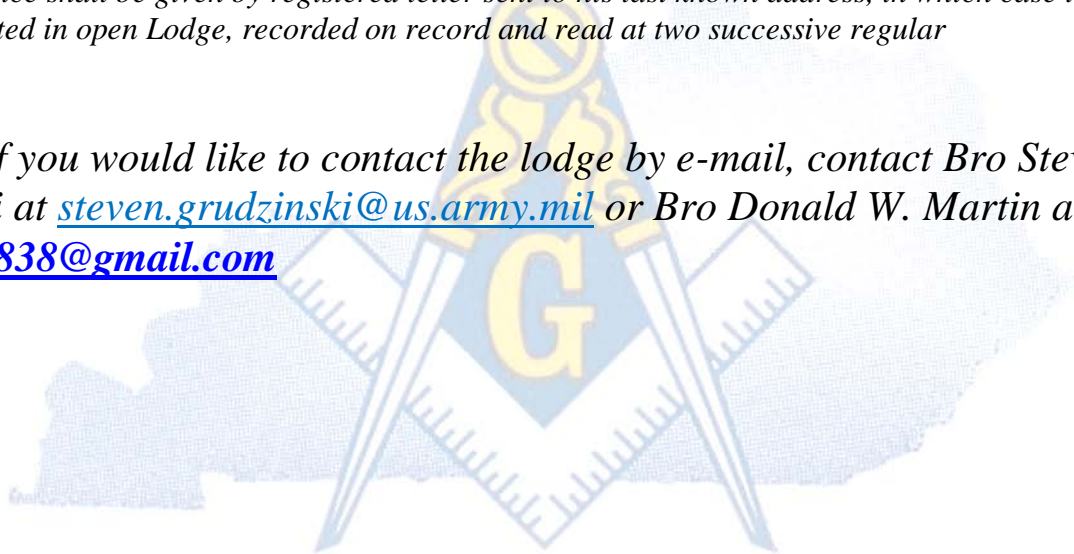 shall be given by registered letter sent to his last known address, in which case
ted in open Lodge, recorded on record and read at two successive regular
f you would like to contact the lodge by e-mail, contact Bro Stev
i at steven.grudzinski@us.army.mil or Bro Donald W. Martin a
838@gmail.com
G